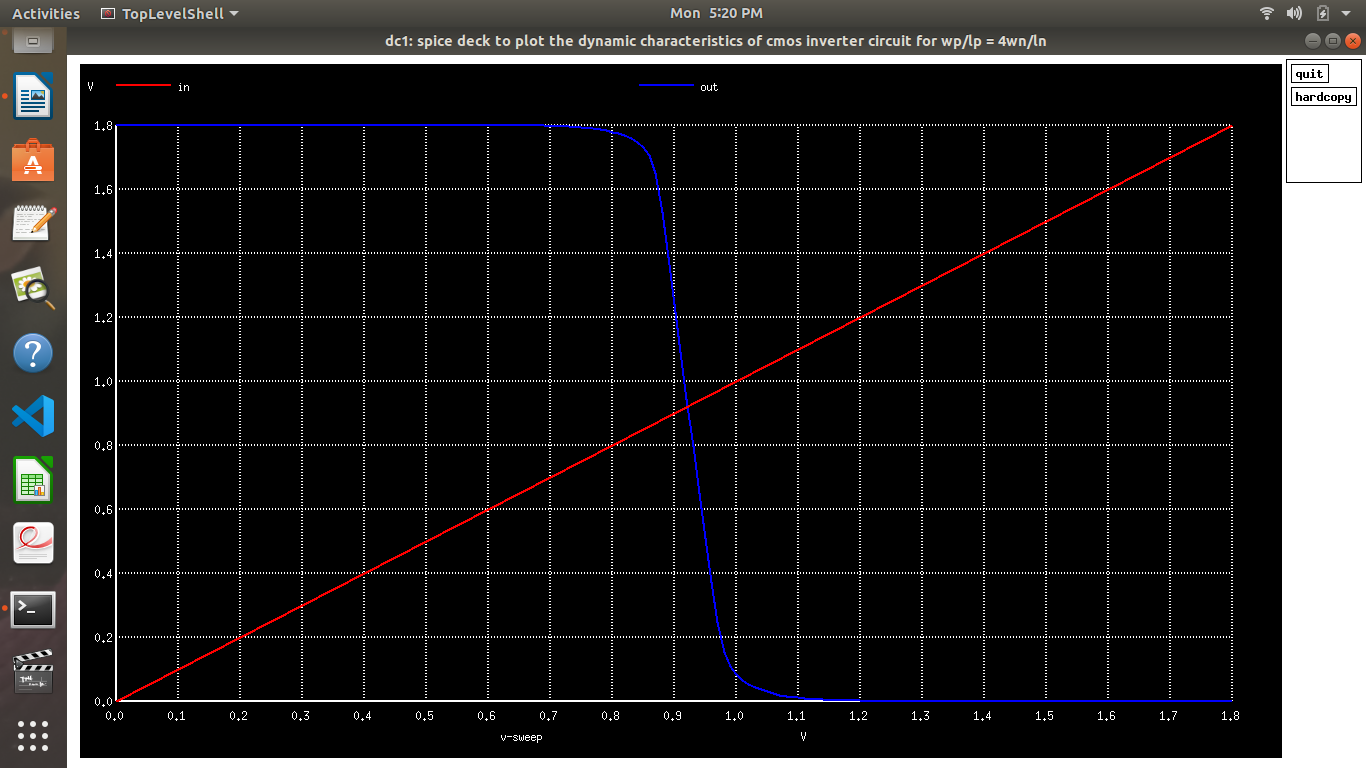 Activities TopLevelShell Mon 5:20 PM
dc1: spice deck to plot the dynamic characteristics of cmos inverter circuit for wp/lp = 4wn/ln
quit
hardcopy
V in out
1.8
1.6
1.4
1.2
1.0
0.8
0.6
0.4
0.2
0.0
0.0 0.1 0.2 0.3 0.4 0.5 0.6 0.7 0.8 0.9 1.0 1.1 1.2 1.3 1.4 1.5 1.6 1.7 1.8
v-sweep V